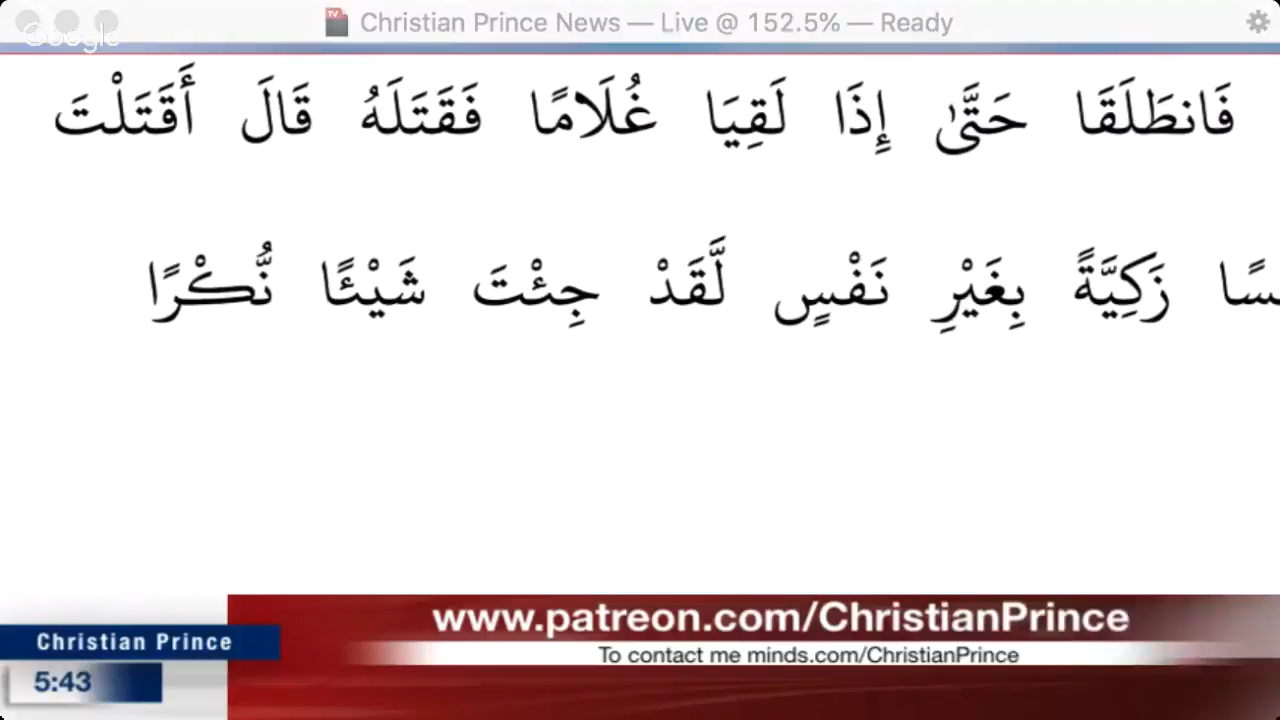 Christian Prince News — Live @ 152.5% — Ready
Google
فَانطَلَقَا حَتَّىٰ إِذَا لَقِيَا غُلَامًا فَقَتَلَهُ قَالَ أَقَتَلْتَ
زَكِيَّةً بِغَيْرِ نَفْسٍ لَّقَدْ جِئْتَ شَيْئًا نُّكْرًا
www.patreon.com/ChristianPrince
Christian Prince
To contact me minds.com/ChristianPrince
5:43